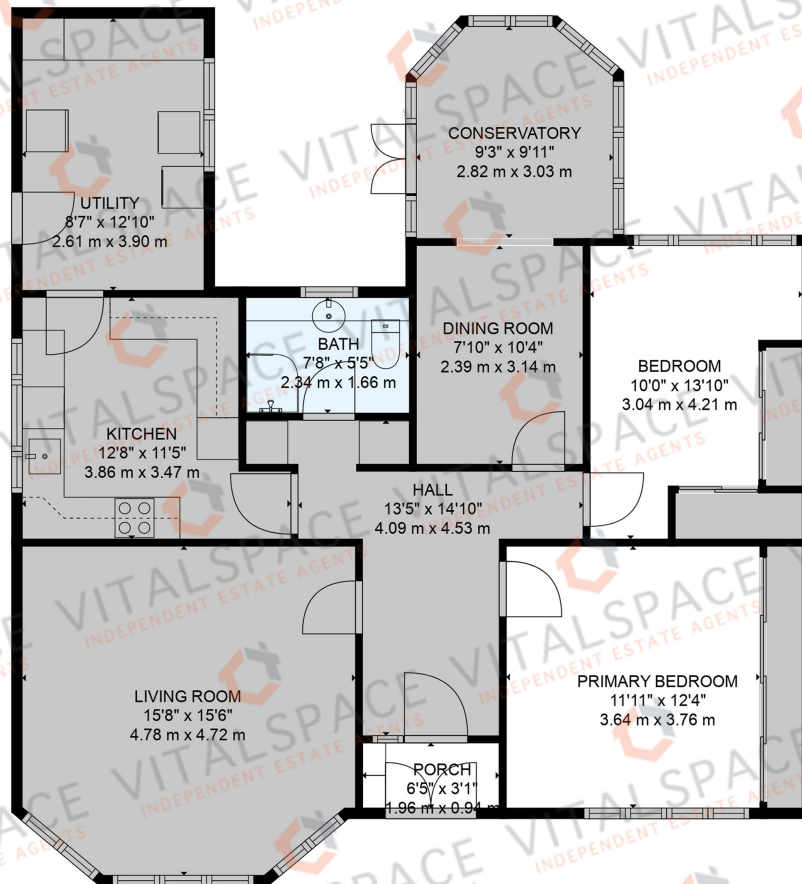 CONSERVATORY
9'3" x 9'11"
2.82 m x 3.03 m
UTILITY
8'7" x 12'10"
2.61 m x 3.90 m
DINING ROOM
7'10" x 10'4"
2.39 m x 3.14 m
BATH
7'8" x 5'5"
2.34 m x 1.66 m
BEDROOM
10'0" x 13'10"
3.04 m x 4.21 m
KITCHEN
12'8" x 11'5"
3.86 m x 3.47 m
HALL
13'5" x 14'10"
4.09 m x 4.53 m
LIVING ROOM
15'8" x 15'6"
4.78 m x 4.72 m
PRIMARY BEDROOM
11'11" x 12'4"
3.64 m x 3.76 m
PORCH
6'5" x 3'1"
1.96 m x 0.94 m
VITALSPACE
INDEPENDENT ESTATE AGENTS